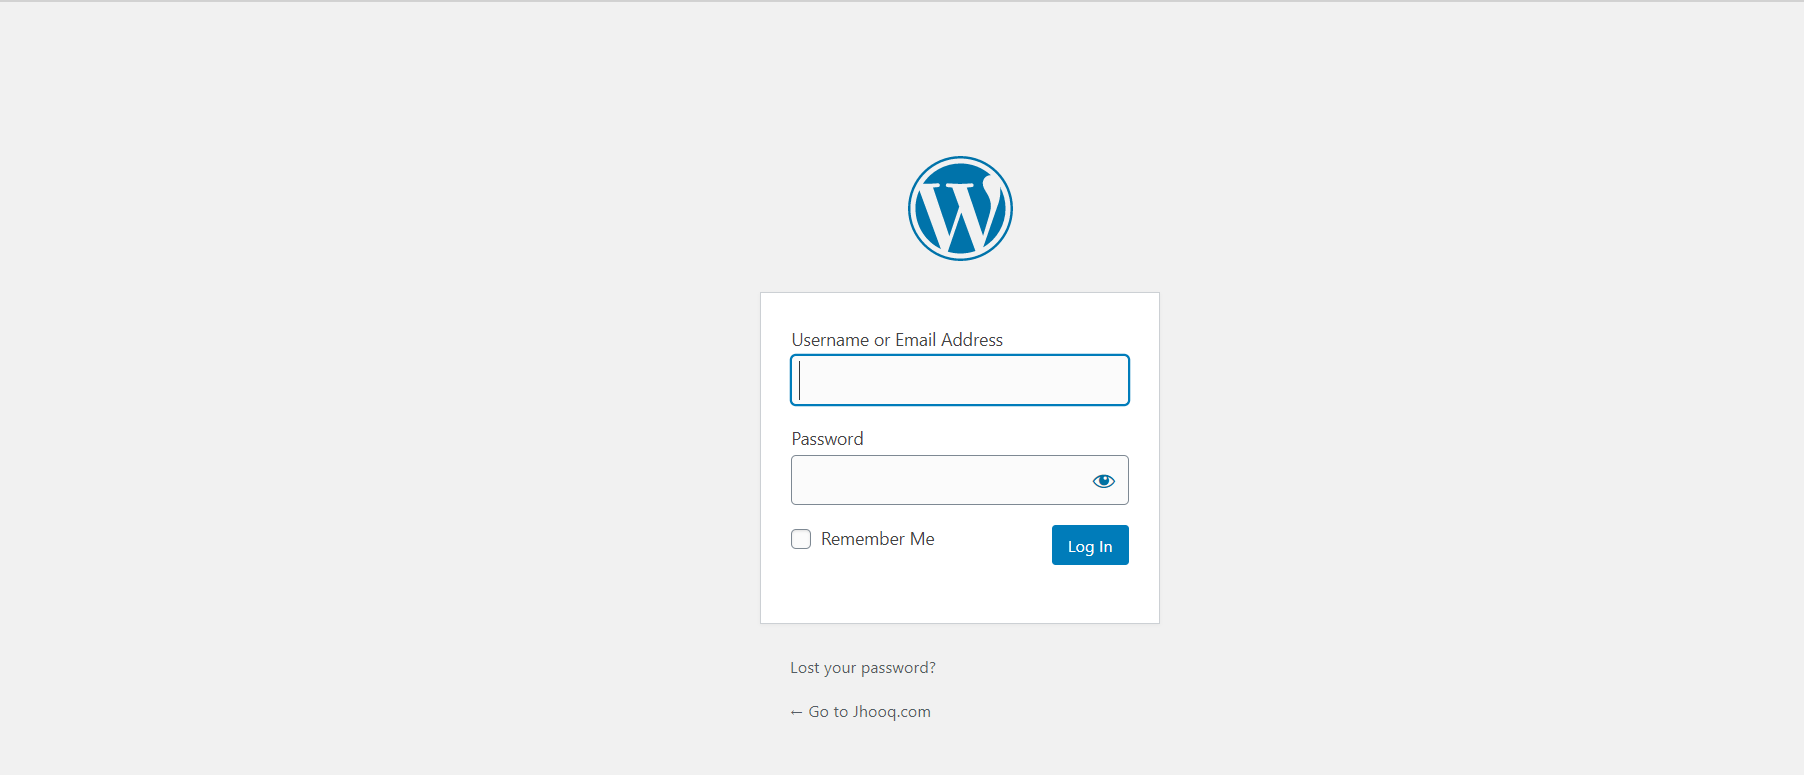 Username or Email Address
Password
Remember Me
Log In
Lost your password?
← Go to Jhooq.com